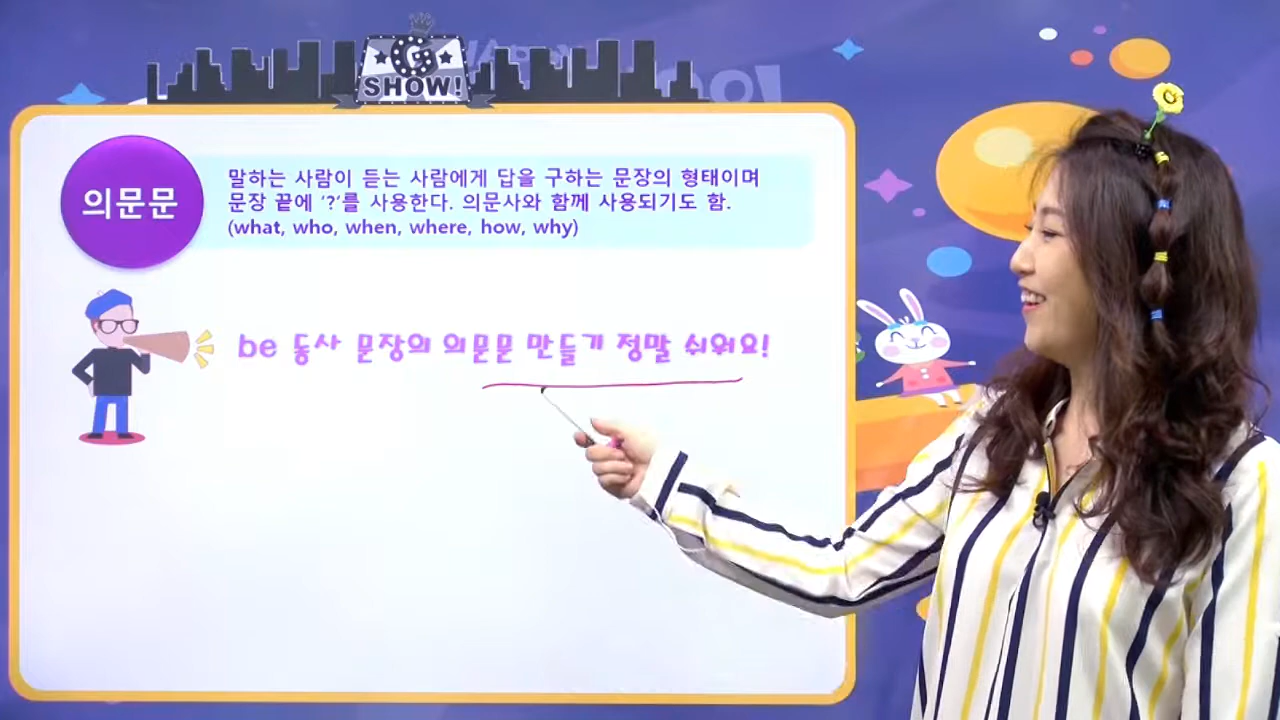 G
SHOW!
의문문
말하는 사람이 듣는 사람에게 답을 구하는 문장의 형태이며
문장 끝에 '?'를 사용한다. 의문사와 함께 사용되기도 함.
(what, who, when, where, how, why)
be 동사 문장의 의문문 만들기 정말 쉬워요!